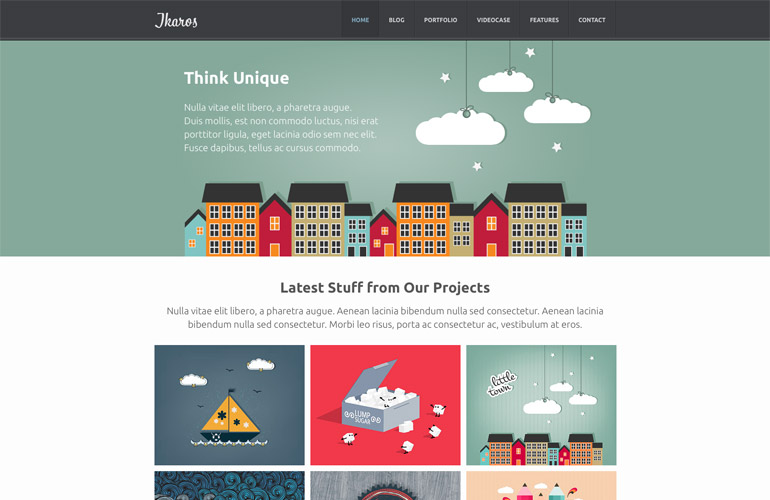 Ikaros
HOME BLOG PORTFOLIO VIDEOCASE FEATURES CONTACT
Think Unique
Nulla vitae elit libero, a pharetra augue.
Duis mollis, est non commodo luctus, nisi erat
porttitor ligula, eget lacinia odio sem nec elit.
Fusce dapibus, tellus ac cursus commodo.
Latest Stuff from Our Projects
Nulla vitae elit libero, a pharetra augue. Aenean lacinia bibendum nulla sed consectetur. Aenean lacinia
bibendum nulla sed consectetur. Morbi leo risus, porta ac consectetur ac, vestibulum at eros.
LUMP
SUGAR
little
town